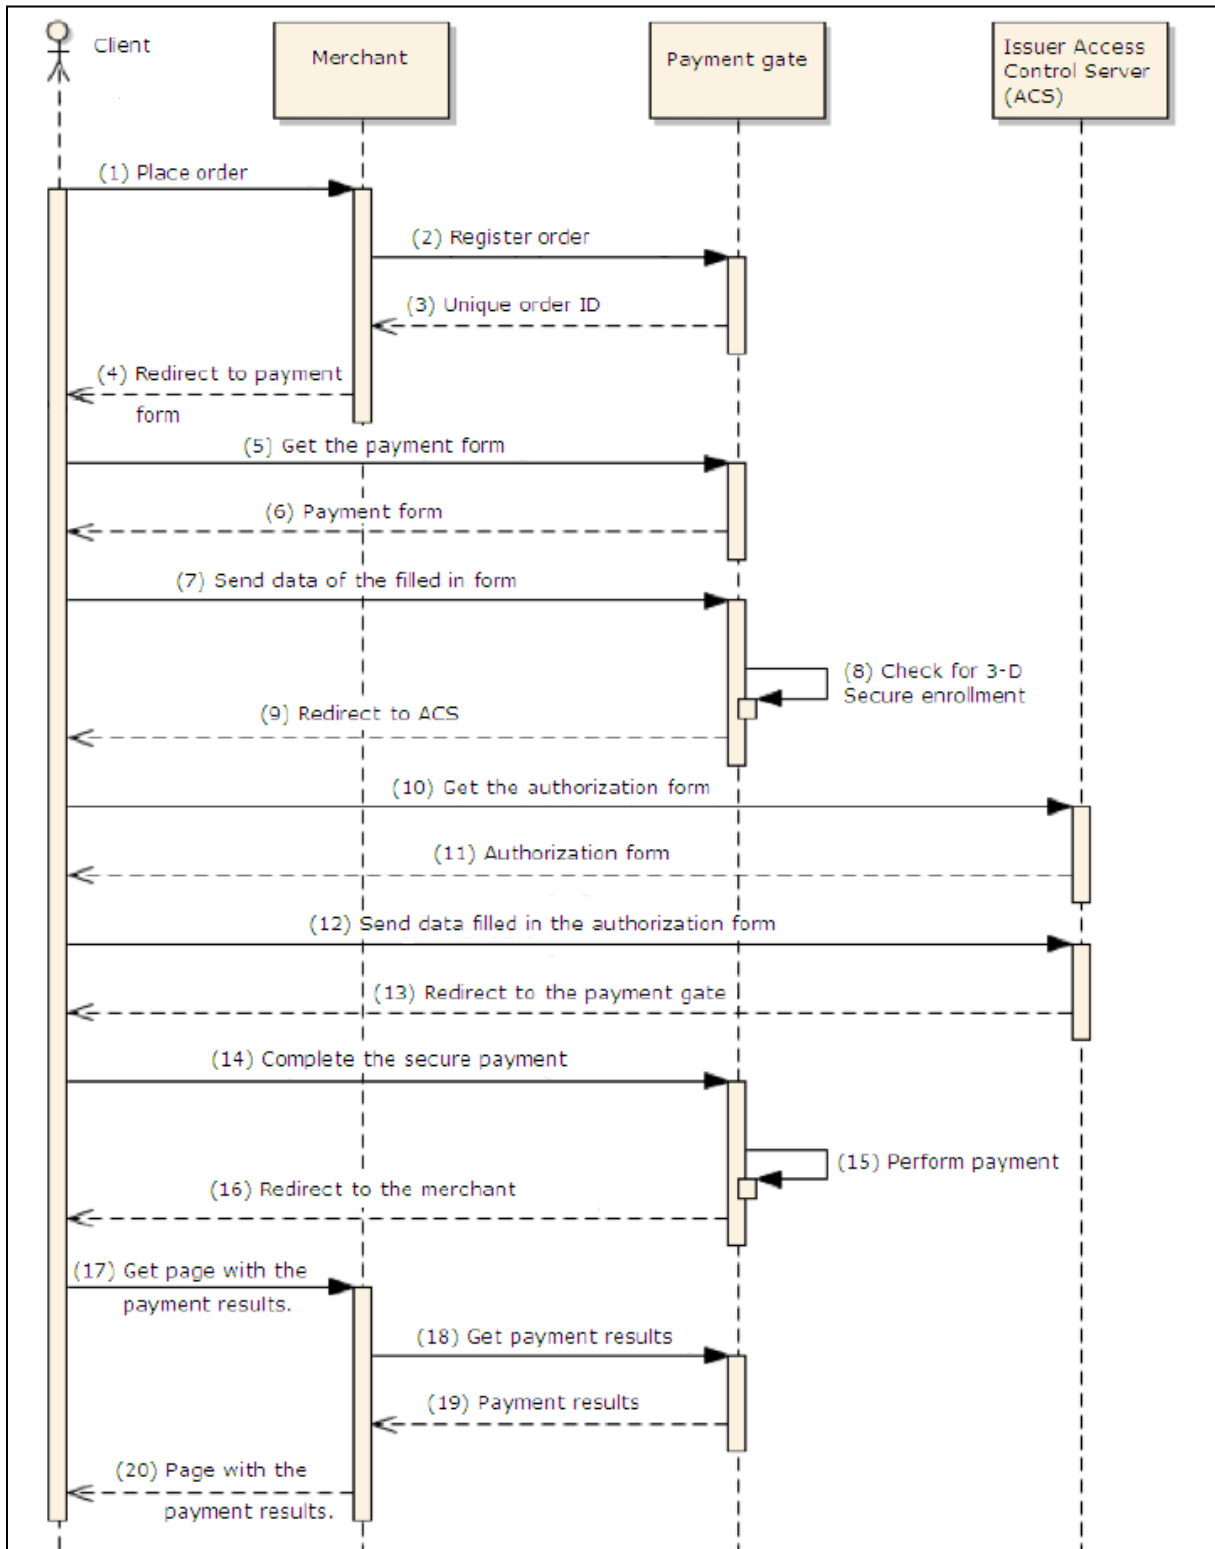 Client
Merchant
Payment gate
Issuer Access
Control Server
(ACS)
(1) Place order
(2) Register order
(3) Unique order ID
(4) Redirect to payment
form
(5) Get the payment form
(6) Payment form
(7) Send data of the filled in form
(8) Check for 3-D
Secure enrollment
(9) Redirect to ACS
(10) Get the authorization form
(11) Authorization form
(12) Send data filled in the authorization form
(13) Redirect to the payment gate
(14) Complete the secure payment
(15) Perform payment
(16) Redirect to the merchant
(17) Get page with the
payment results.
(18) Get payment results
(19) Payment results
(20) Page with the
payment results.